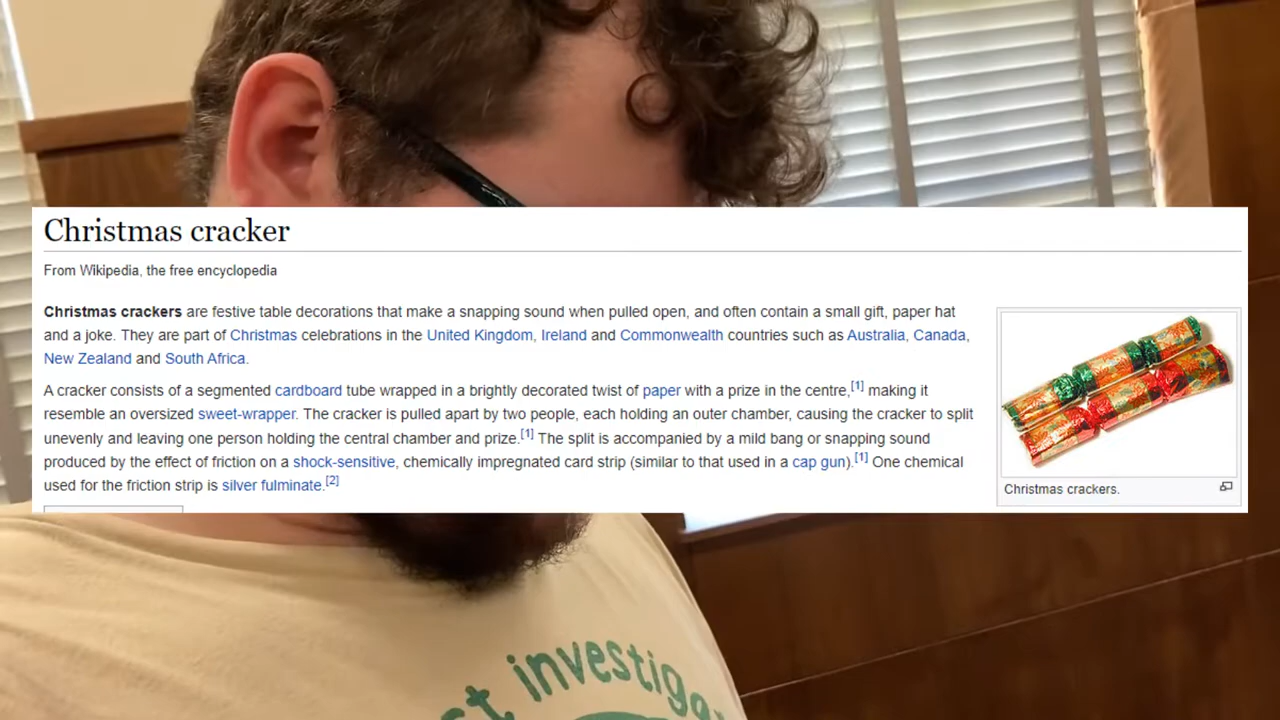 Christmas cracker
From Wikipedia, the free encyclopedia
Christmas crackers are festive table decorations that make a snapping sound when pulled open, and often contain a small gift, paper hat
and a joke. They are part of Christmas celebrations in the United Kingdom, Ireland and Commonwealth countries such as Australia, Canada,
New Zealand and South Africa.
A cracker consists of a segmented cardboard tube wrapped in a brightly decorated twist of paper with a prize in the centre,[1] making it
resemble an oversized sweet-wrapper. The cracker is pulled apart by two people, each holding an outer chamber, causing the cracker to split
unevenly and leaving one person holding the central chamber and prize.[1] The split is accompanied by a mild bang or snapping sound
produced by the effect of friction on a shock-sensitive, chemically impregnated card strip (similar to that used in a cap gun).[1] One chemical
used for the friction strip is silver fulminate.[2]
Christmas crackers.